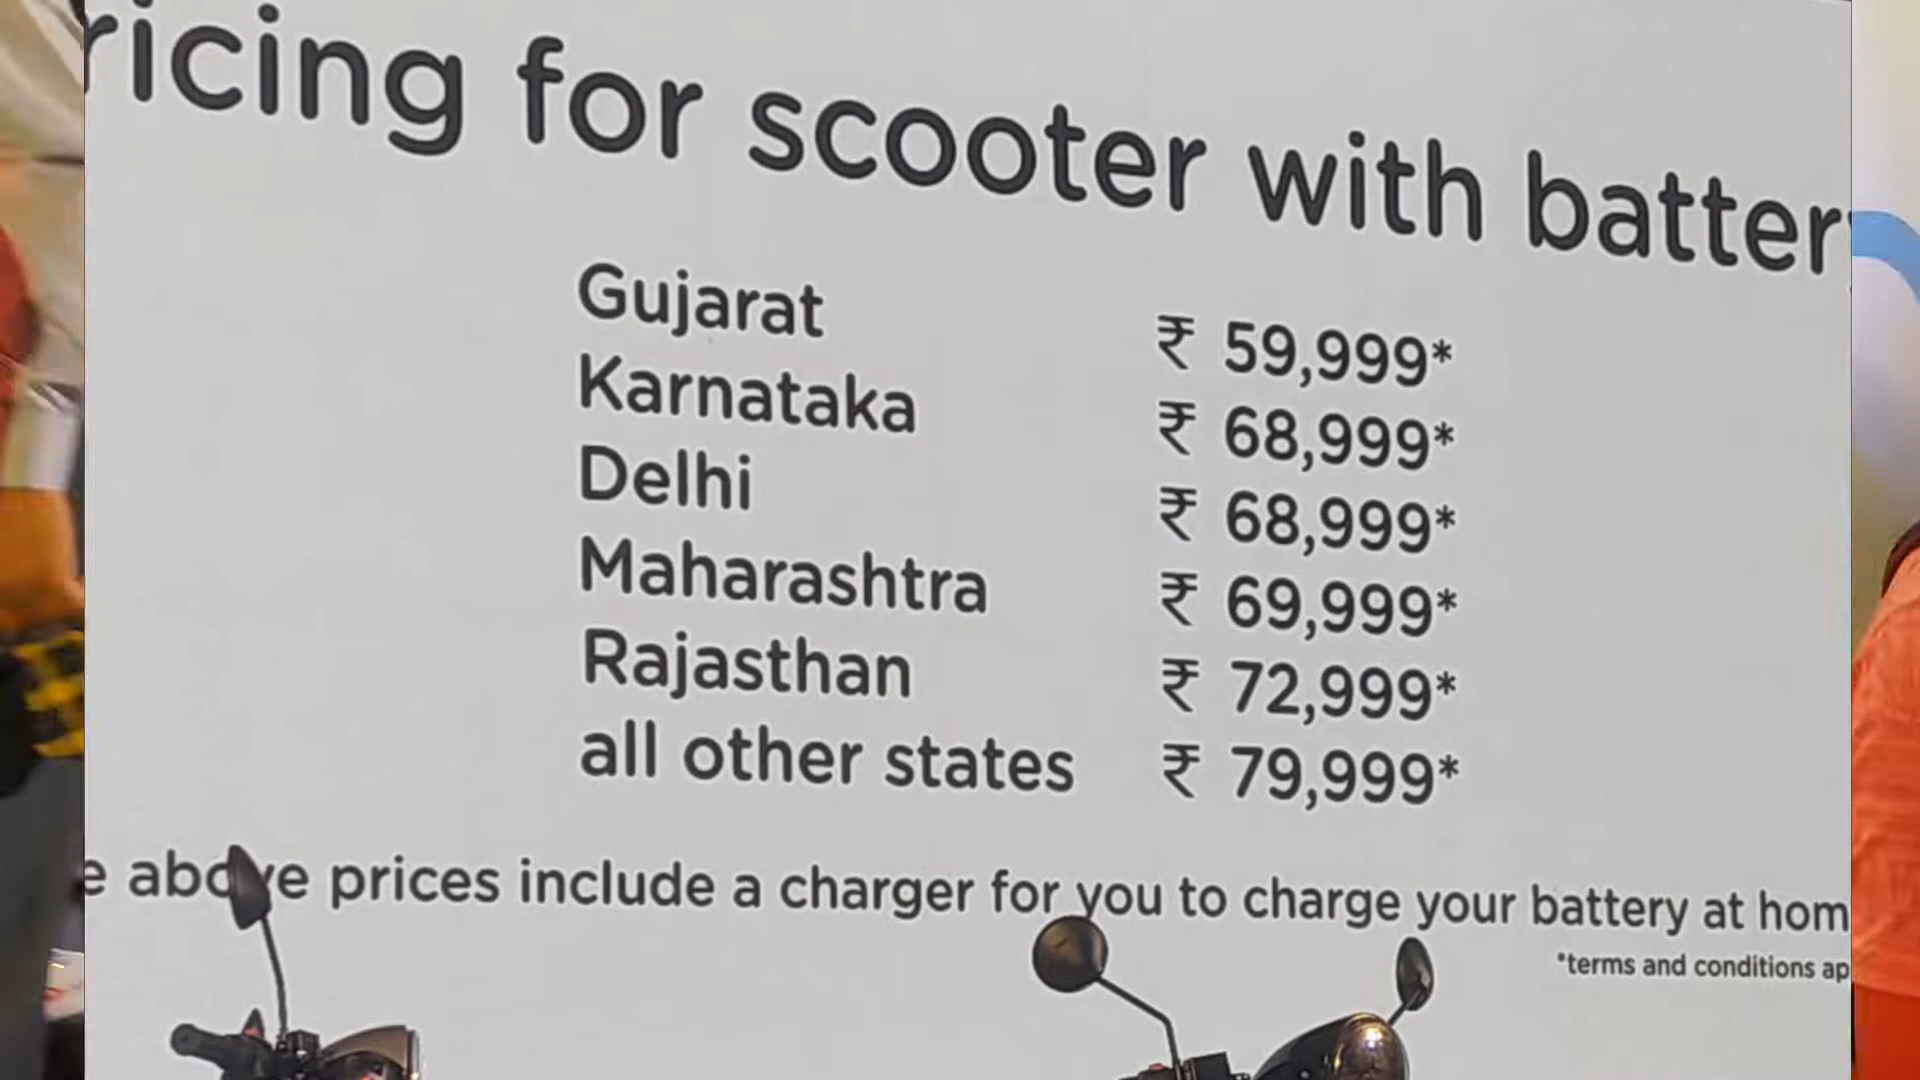 ricing for scooter with batter
Gujarat ₹ 59,999*
Karnataka ₹ 68,999*
Delhi ₹ 68,999*
Maharashtra ₹ 69,999*
Rajasthan ₹ 72,999*
all other states ₹ 79,999*
e above prices include a charger for you to charge your battery at hom
*terms and conditions ap